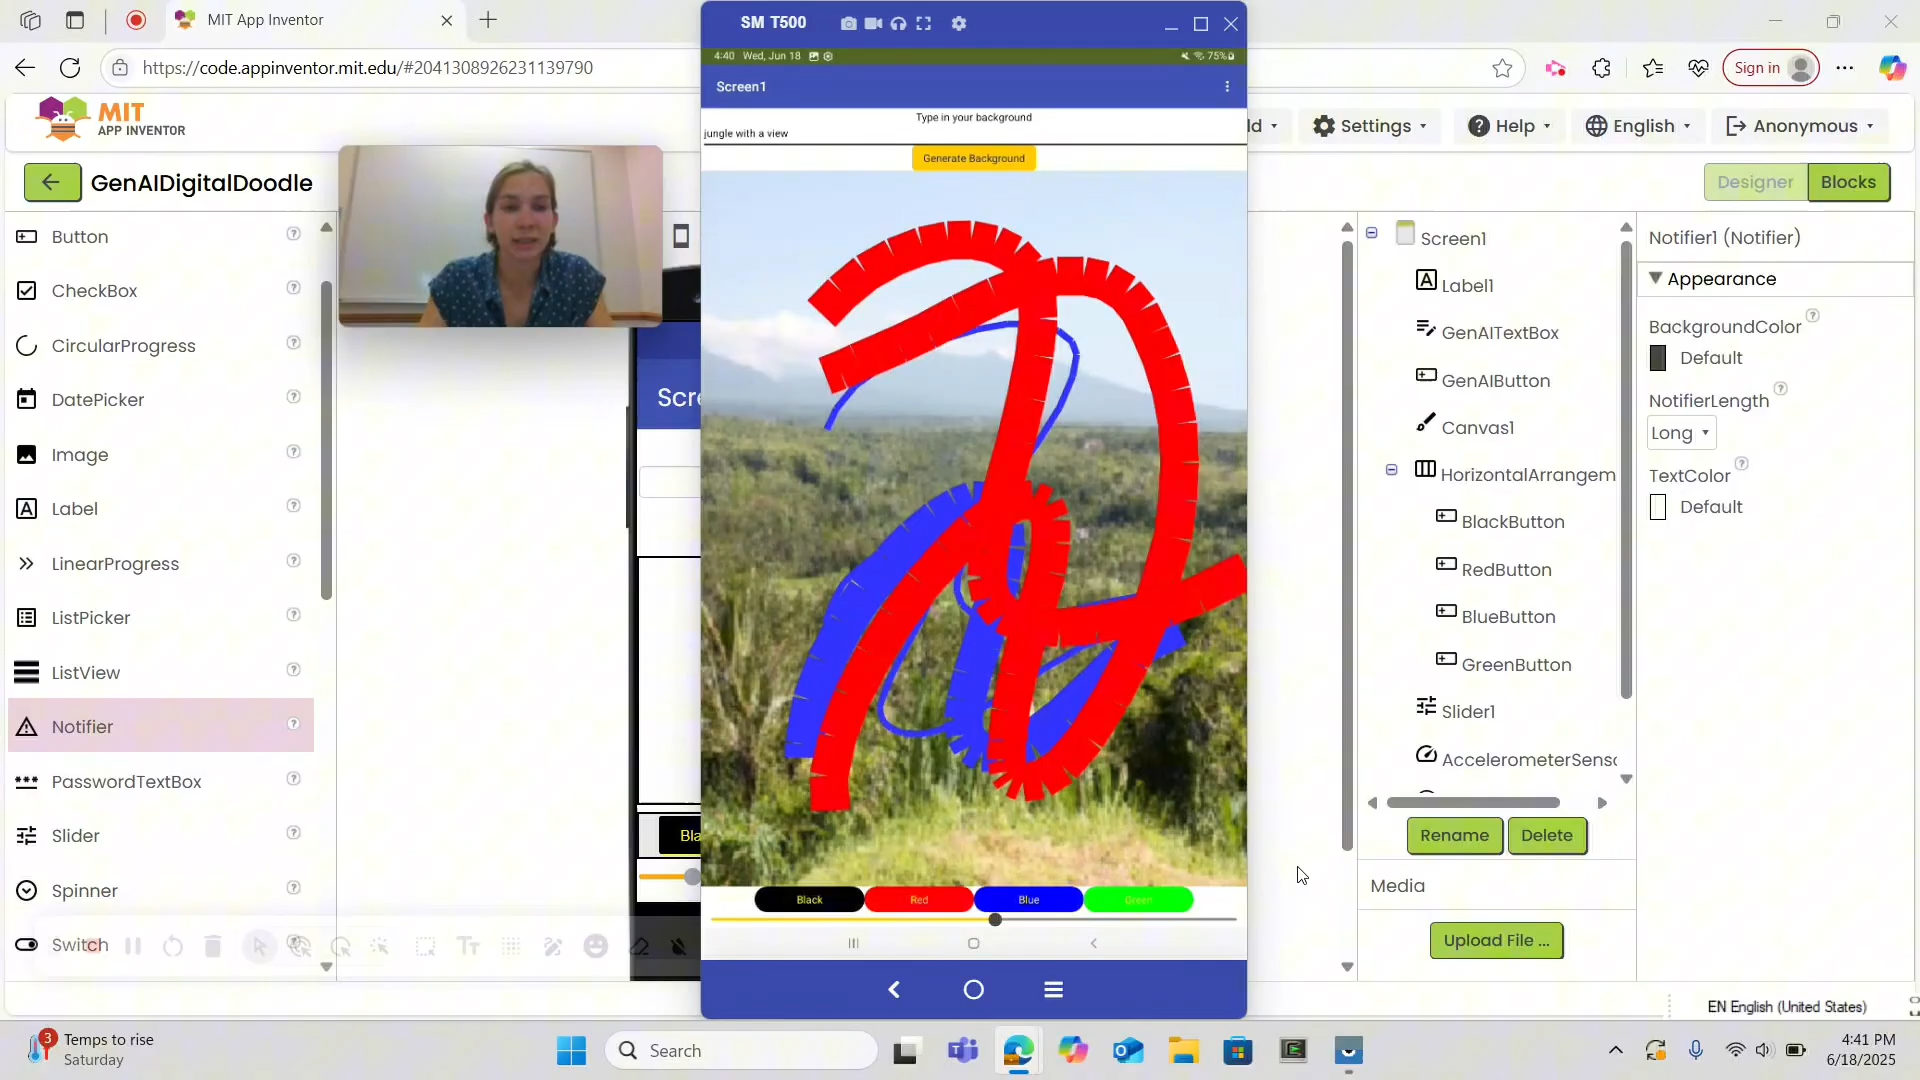 MIT App Inventor
https://code.appinventor.mit.edu/#2041308926231139790
Sign in
MIT
APP INVENTOR
Settings
Help
English
Anonymous
GenAIDigitalDoodle
Designer
Blocks
Button
CheckBox
CircularProgress
DatePicker
Image
Label
LinearProgress
ListPicker
ListView
Notifier
PasswordTextBox
Slider
Spinner
Switch
SM T500
4:40 Wed, Jun 18
75%
Screen1
Type in your background
jungle with a view
Generate Background
Black
Red
Blue
Green
Screen1
Label1
GenAITextBox
GenAIButton
Canvas1
HorizontalArrangem
BlackButton
RedButton
BlueButton
GreenButton
Slider1
AccelerometerSenso
Rename
Delete
Media
Upload File ...
Notifier1 (Notifier)
Appearance
BackgroundColor
Default
NotifierLength
Long
TextColor
Default
EN English (United States)
3
Temps to rise
Saturday
Search
4:41 PM
6/18/2025